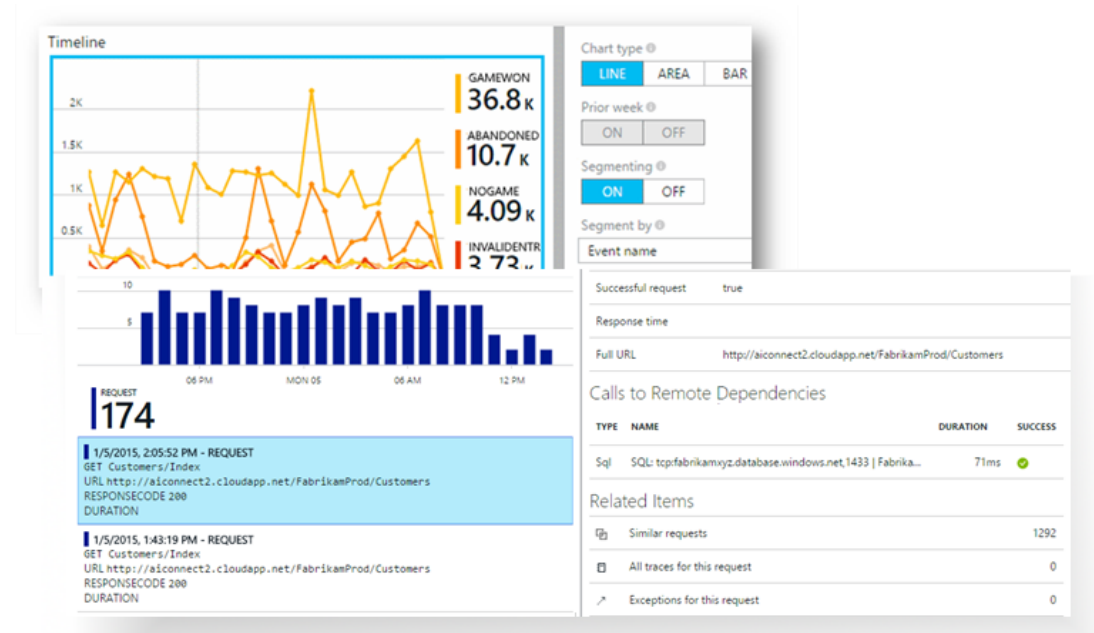 Timeline
2K
1.5K
1K
0.5K
GAMEWON
36.8 K
ABANDONED
10.7 K
NOGAME
4.09 K
INVALIDENTR
3.73 K
Chart type
LINE AREA BAR
Prior week
ON OFF
Segmenting
ON OFF
Segment by
Event name
10
5
06 PM MON 05 06 AM 12 PM
REQUEST
174
1/5/2015, 2:05:52 PM - REQUEST
GET Customers/Index
URL http://aiconnect2.cloudapp.net/FabrikamProd/Customers
RESPONSECODE 200
DURATION
1/5/2015, 1:43:19 PM - REQUEST
GET Customers/Index
URL http://aiconnect2.cloudapp.net/FabrikamProd/Customers
RESPONSECODE 200
DURATION
Successful request true
Response time
Full URL http://aiconnect2.cloudapp.net/FabrikamProd/Customers
Calls to Remote Dependencies
TYPE NAME DURATION SUCCESS
Sql SQL: tcp:fabrikamxyz.database.windows.net,1433 | Fabrika... 71ms
Related Items
Similar requests 1292
All traces for this request 0
Exceptions for this request 0